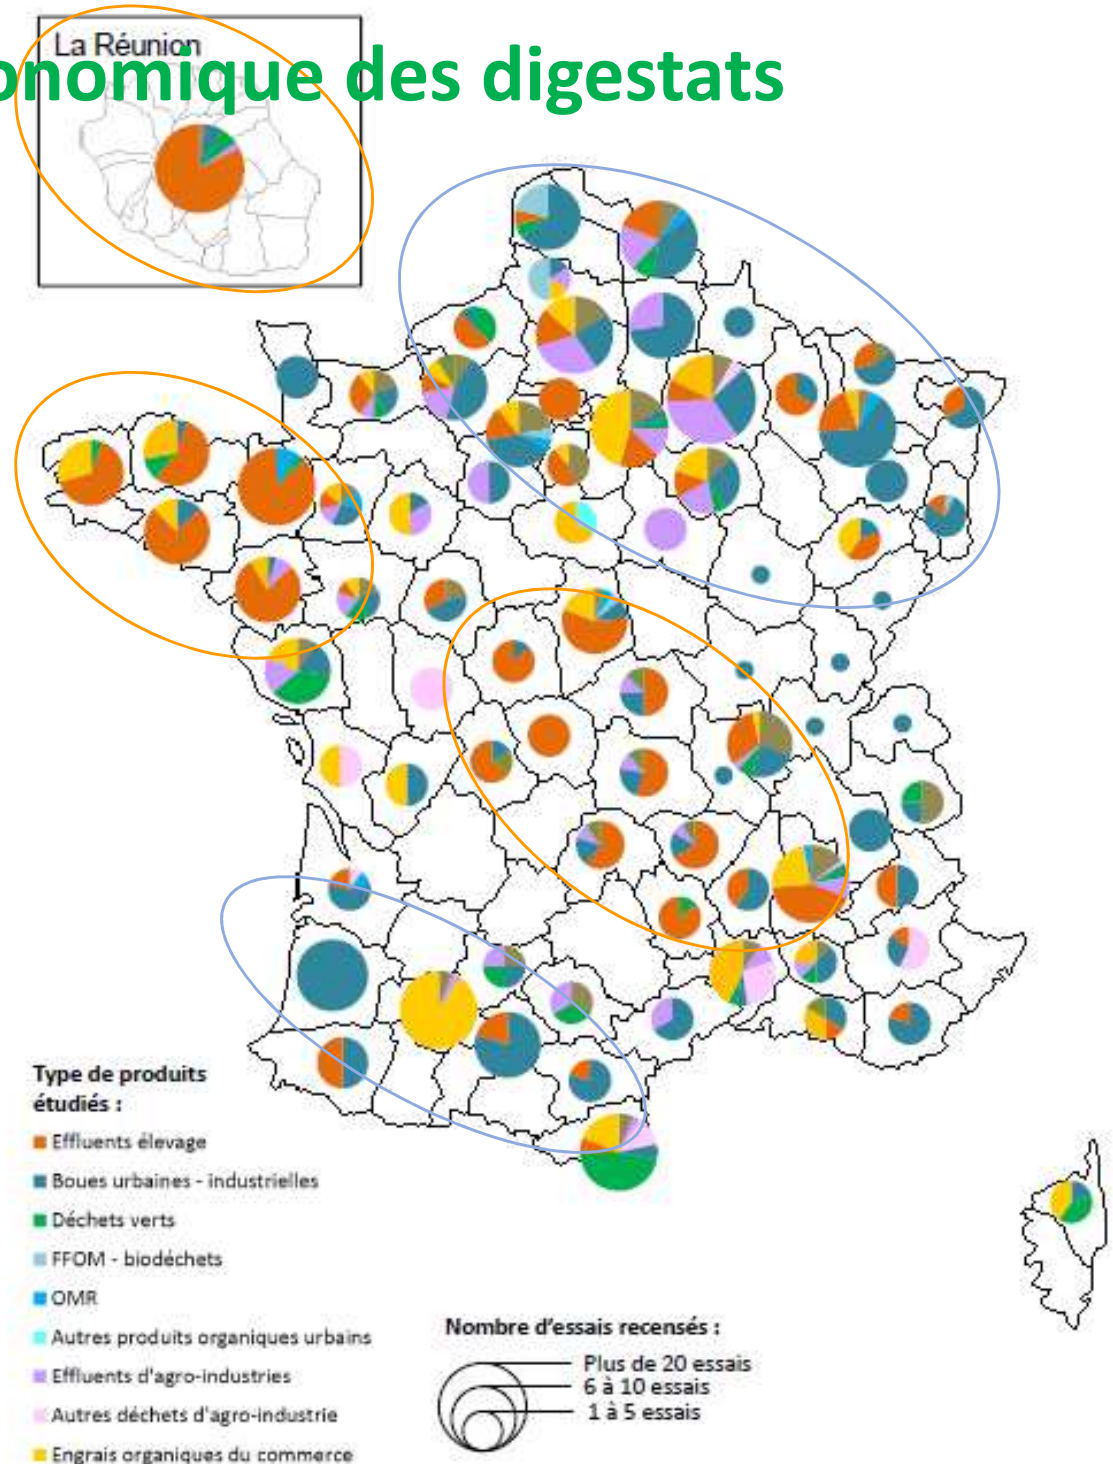 La Réunion
onomique des digestats
Type de produits
étudiés :
Effluents élevage
Boues urbaines - industrielles
Déchets verts
FFOM - biodéchets
OMR
Autres produits organiques urbains
Effluents d'agro-industries
Autres déchets d'agro-industrie
Engrais organiques du commerce
Nombre d'essais recensés :
Plus de 20 essais
6 à 10 essais
1 à 5 essais